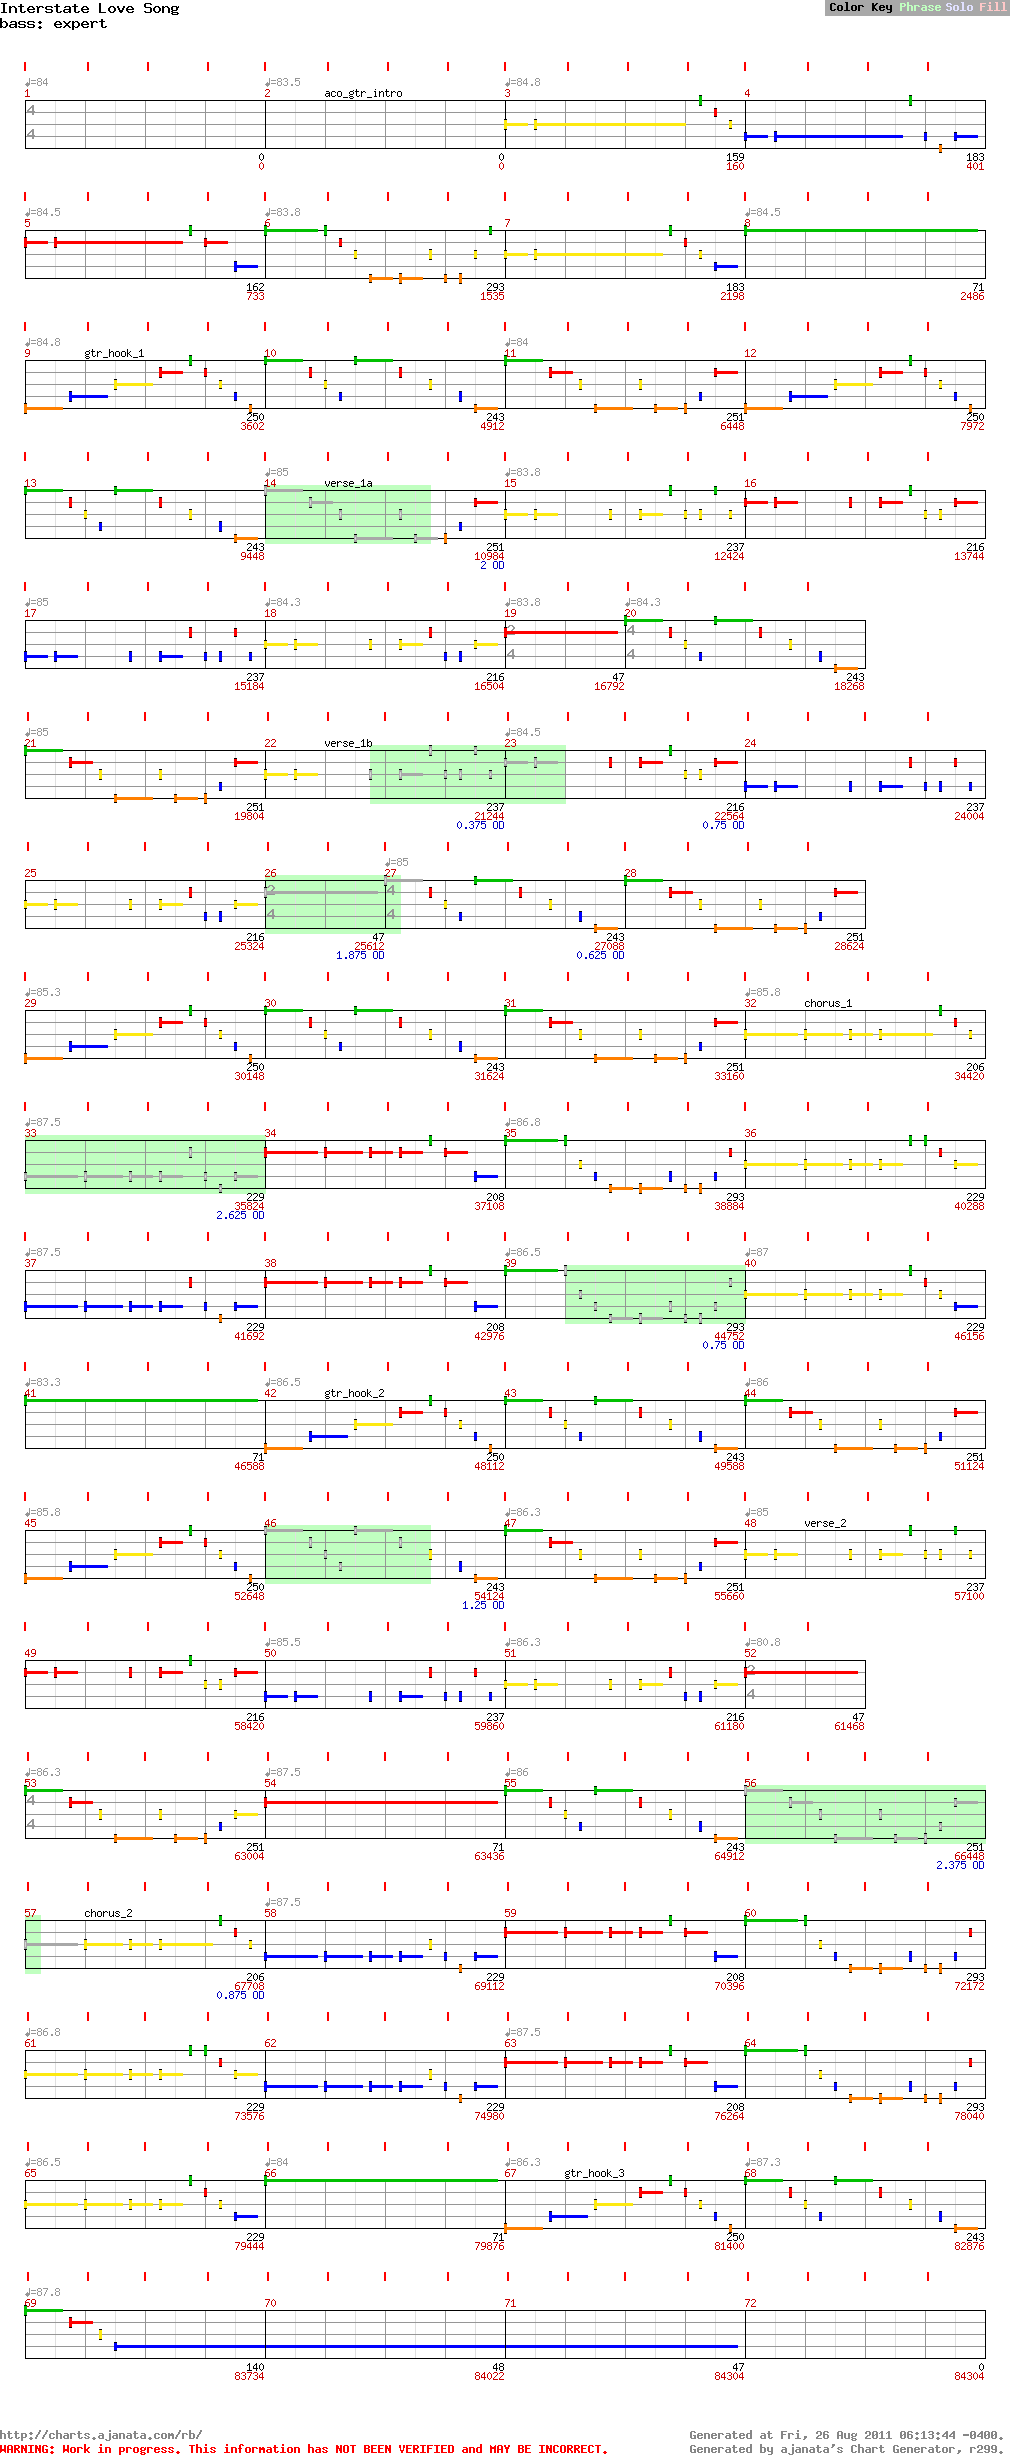 Interstate Love Song
bass: expert
Color Key Phrase Solo Fill
♩=84 ♩=83.5 ♩=84.8
1 2 aco_gtr_intro 3 4
4
4
0 0 159 183
0 0 160 401
♩=84.5 ♩=83.8 ♩=84.5
5 6 7 8
162 293 183 71
733 1535 2198 2486
♩=84.8 ♩=84
9 gtr_hook_1 10 11 12
250 243 251 250
3602 4912 6448 7972
♩=85 ♩=83.8
13 14 verse_1a 15 16
243 251 237 216
9448 10984 12424 13744
2 OD
♩=85 ♩=84.3 ♩=83.8 ♩=84.3
17 18 19 20
2 4
4 4
237 216 47 243
15184 16504 16792 18268
♩=85 ♩=84.5
21 22 verse_1b 23 24
251 237 216 237
19804 21244 22564 24004
0.375 OD 0.75 OD
♩=85
25 26 27 28
2 4
4 4
216 47 243 251
25324 25612 27088 28624
1.875 OD 0.625 OD
♩=85.3 ♩=85.8
29 30 31 32 chorus_1
250 243 251 206
30148 31624 33160 34420
♩=87.5 ♩=86.8
33 34 35 36
229 208 293 229
35824 37108 38884 40288
2.625 OD
♩=87.5 ♩=86.5 ♩=87
37 38 39 40
229 208 293 229
41692 42976 44752 46156
0.75 OD
♩=83.3 ♩=86.5 ♩=86
41 42 gtr_hook_2 43 44
71 250 243 251
46588 48112 49588 51124
♩=85.8 ♩=86.3 ♩=85
45 46 47 48 verse_2
250 243 251 237
52648 54124 55660 57100
1.25 OD
♩=85.5 ♩=86.3 ♩=80.8
49 50 51 52
2
4
216 237 216 47
58420 59860 61180 61468
♩=86.3 ♩=87.5 ♩=86
53 54 55 56
4
4
251 71 243 251
63004 63436 64912 66448
2.375 OD
♩=87.5
57 chorus_2 58 59 60
206 229 208 293
67708 69112 70396 72172
0.875 OD
♩=86.8 ♩=87.5
61 62 63 64
229 229 208 293
73576 74980 76264 78040
♩=86.5 ♩=84 ♩=86.3 ♩=87.3
65 66 67 gtr_hook_3 68
229 71 250 243
79444 79876 81400 82876
♩=87.8
69 70 71 72
140 48 47 0
83734 84022 84304 84304
http://charts.ajanata.com/rb/ Generated at Fri, 26 Aug 2011 06:13:44 -0400.
WARNING: Work in progress. This information has NOT BEEN VERIFIED and MAY BE INCORRECT. Generated by ajanata's Chart Generator, r299.